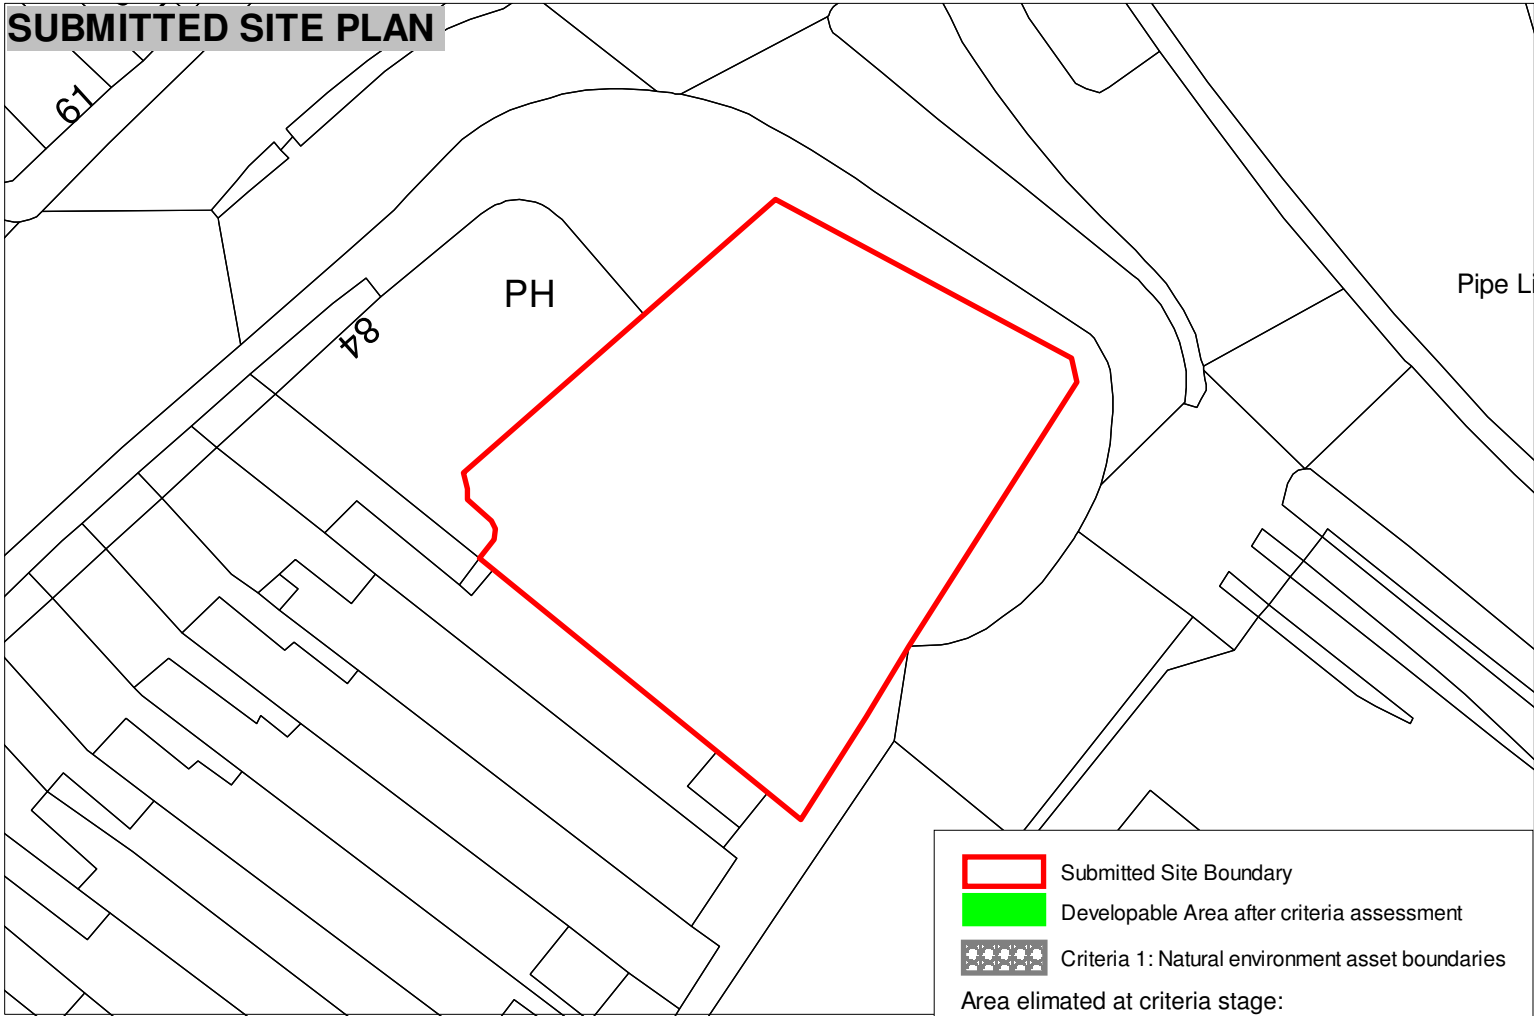 SUBMITTED SITE PLAN
61
PH
84
Pipe Li
Submitted Site Boundary
Developable Area after criteria assessment
Criteria 1: Natural environment asset boundaries
Area elimated at criteria stage: